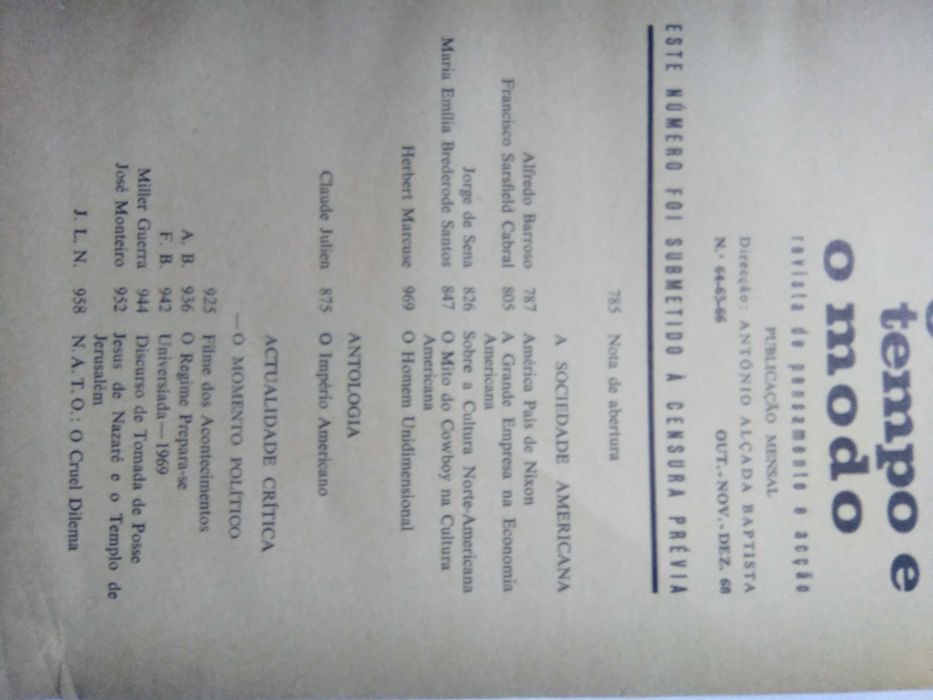 tempo e
o modo
revista de pensamento e acção
PUBLICAÇÃO MENSAL
Direcção: ANTÓNIO ALÇADA BAPTISTA
N.º 64-65-66 OUT.-NOV.-DEZ. 68
ESTE NÚMERO FOI SUBMETIDO À CENSURA PRÉVIA
785 Nota de abertura
A SOCIEDADE AMERICANA
Alfredo Barroso 787 América País de Nixon
Francisco Sarsfield Cabral 805 A Grande Empresa na Economia
Americana
Jorge de Sena 826 Sobre a Cultura Norte-Americana
Maria Emília Brederode Santos 847 O Mito do Cowboy na Cultura
Americana
Herbert Marcuse 969 O Homem Unidimensional
ANTOLOGIA
Claude Julien 875 O Império Americano
ACTUALIDADE CRÍTICA
— O MOMENTO POLÍTICO
925 Filme dos Acontecimentos
A. B. 936 O Regime Prepara-se
F. B. 942 Universíada — 1969
Miller Guerra 944 Discurso de Tomada de Posse
José Monteiro 952 Jesus de Nazaré e o Templo de
Jerusalém
J. L. N. 958 N. A. T. O.: O Cruel Dilema